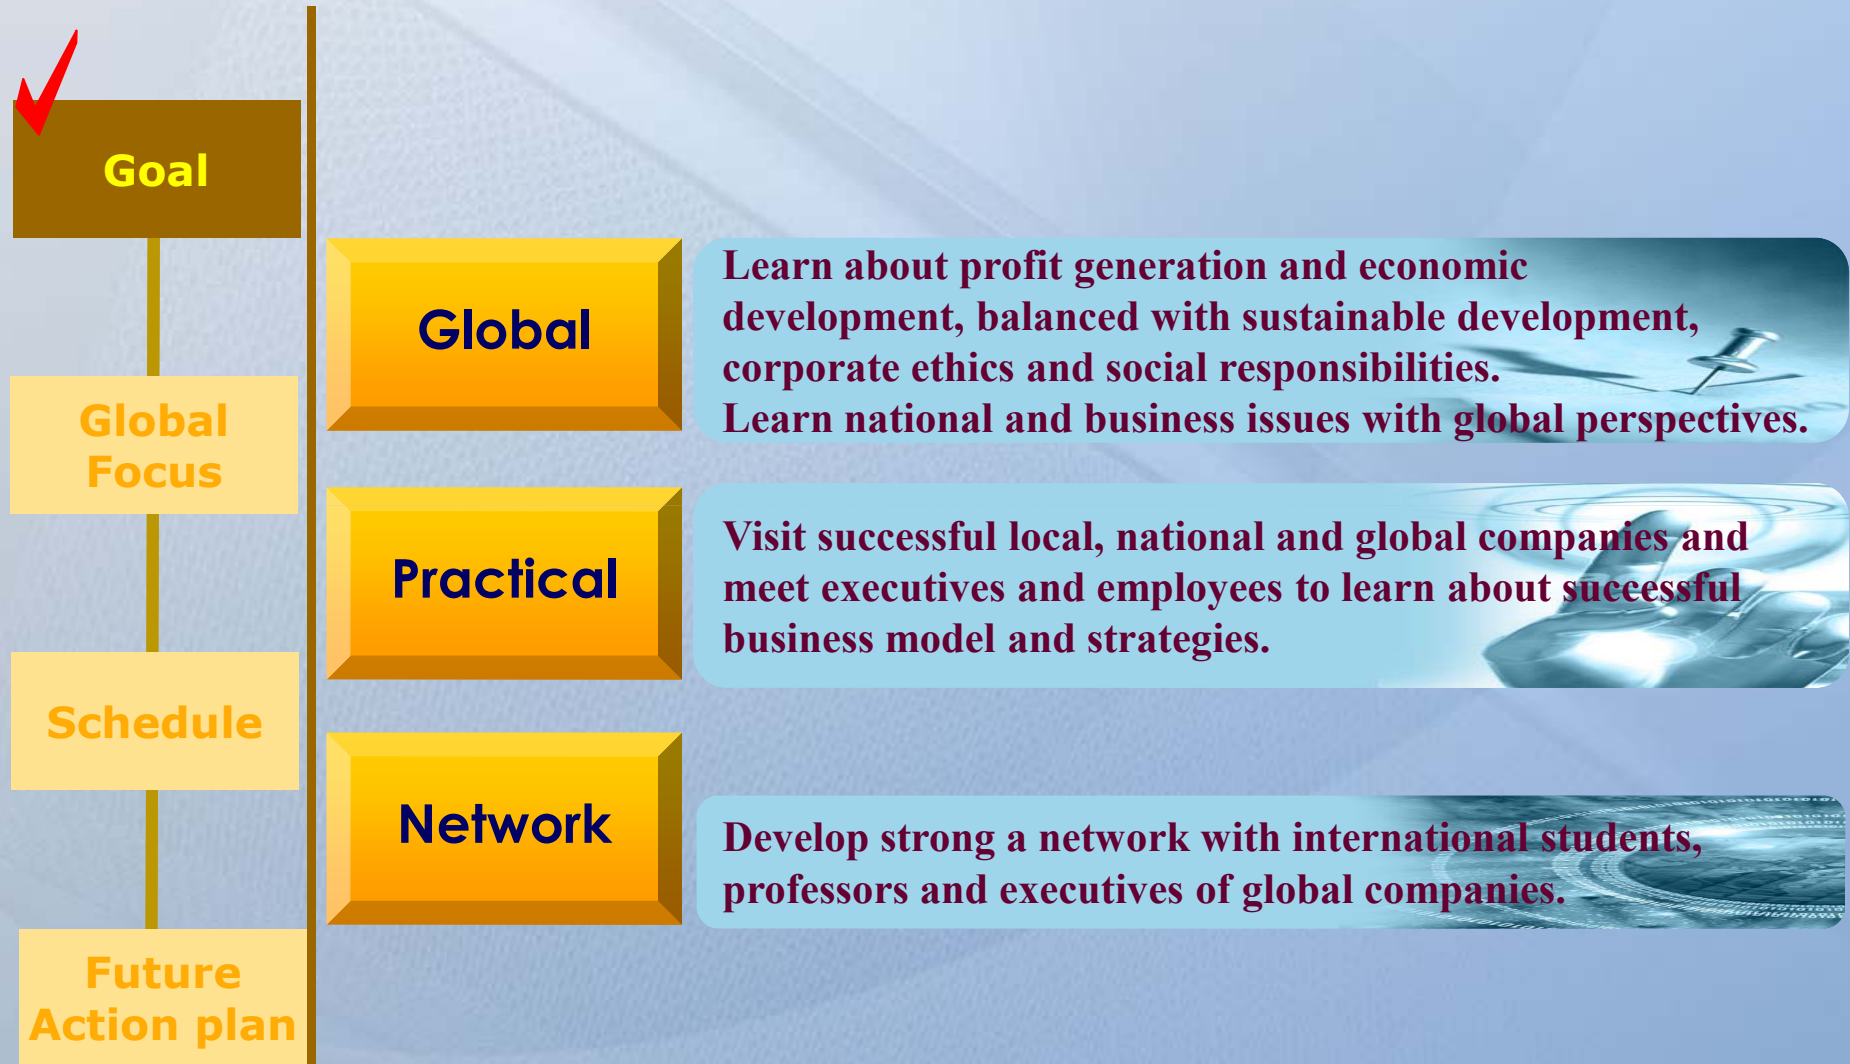 Goal
Global
Focus
Schedule
Future
Action plan
Global
Learn about profit generation and economic
development, balanced with sustainable development,
corporate ethics and social responsibilities.
Learn national and business issues with global perspectives.
Practical
Visit successful local, national and global companies and
meet executives and employees to learn about successful
business model and strategies.
Network
Develop strong a network with international students,
professors and executives of global companies.